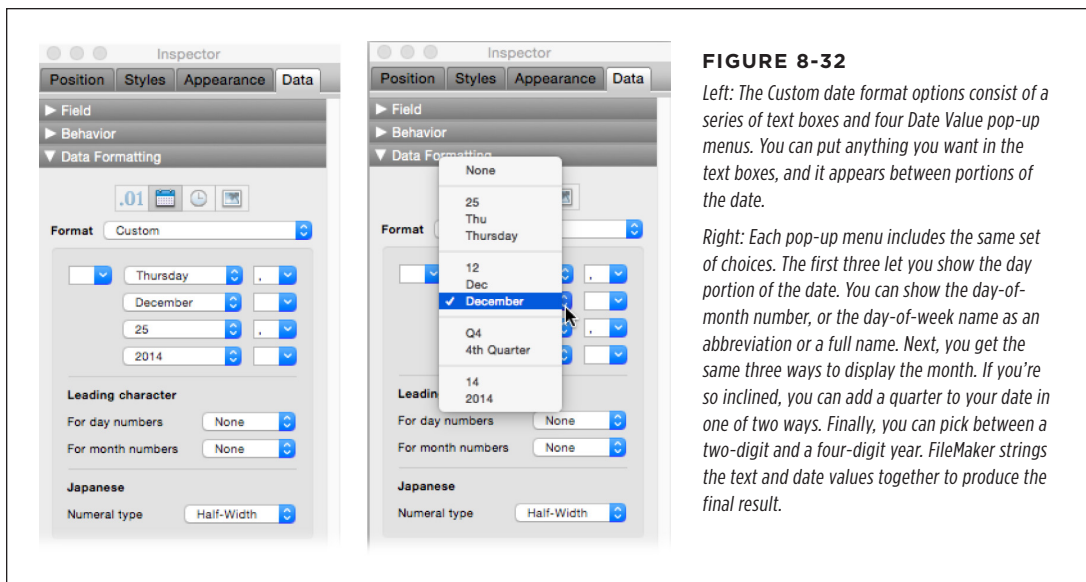 Inspector
Position Styles Appearance Data
▶ Field
▶ Behavior
▼ Data Formatting
.01
Format Custom
Thursday ,
December
25 ,
2014
Leading character
For day numbers None
For month numbers None
Japanese
Numeral type Half-Width
Inspector
Position Styles Appearance Data
▶ Field
▶ Behavior
▼ Data Formatting
None
25
Thu
Thursday
Format
12
Dec
✓ December
Q4
4th Quarter
14
2014
,
,
Leadin
For day numbers None
For month numbers None
Japanese
Numeral type Half-Width
FIGURE 8-32
Left: The Custom date format options consist of a
series of text boxes and four Date Value pop-up
menus. You can put anything you want in the
text boxes, and it appears between portions of
the date.
Right: Each pop-up menu includes the same set
of choices. The first three let you show the day
portion of the date. You can show the day-of-
month number, or the day-of-week name as an
abbreviation or a full name. Next, you get the
same three ways to display the month. If you're
so inclined, you can add a quarter to your date in
one of two ways. Finally, you can pick between a
two-digit and a four-digit year. FileMaker strings
the text and date values together to produce the
final result.